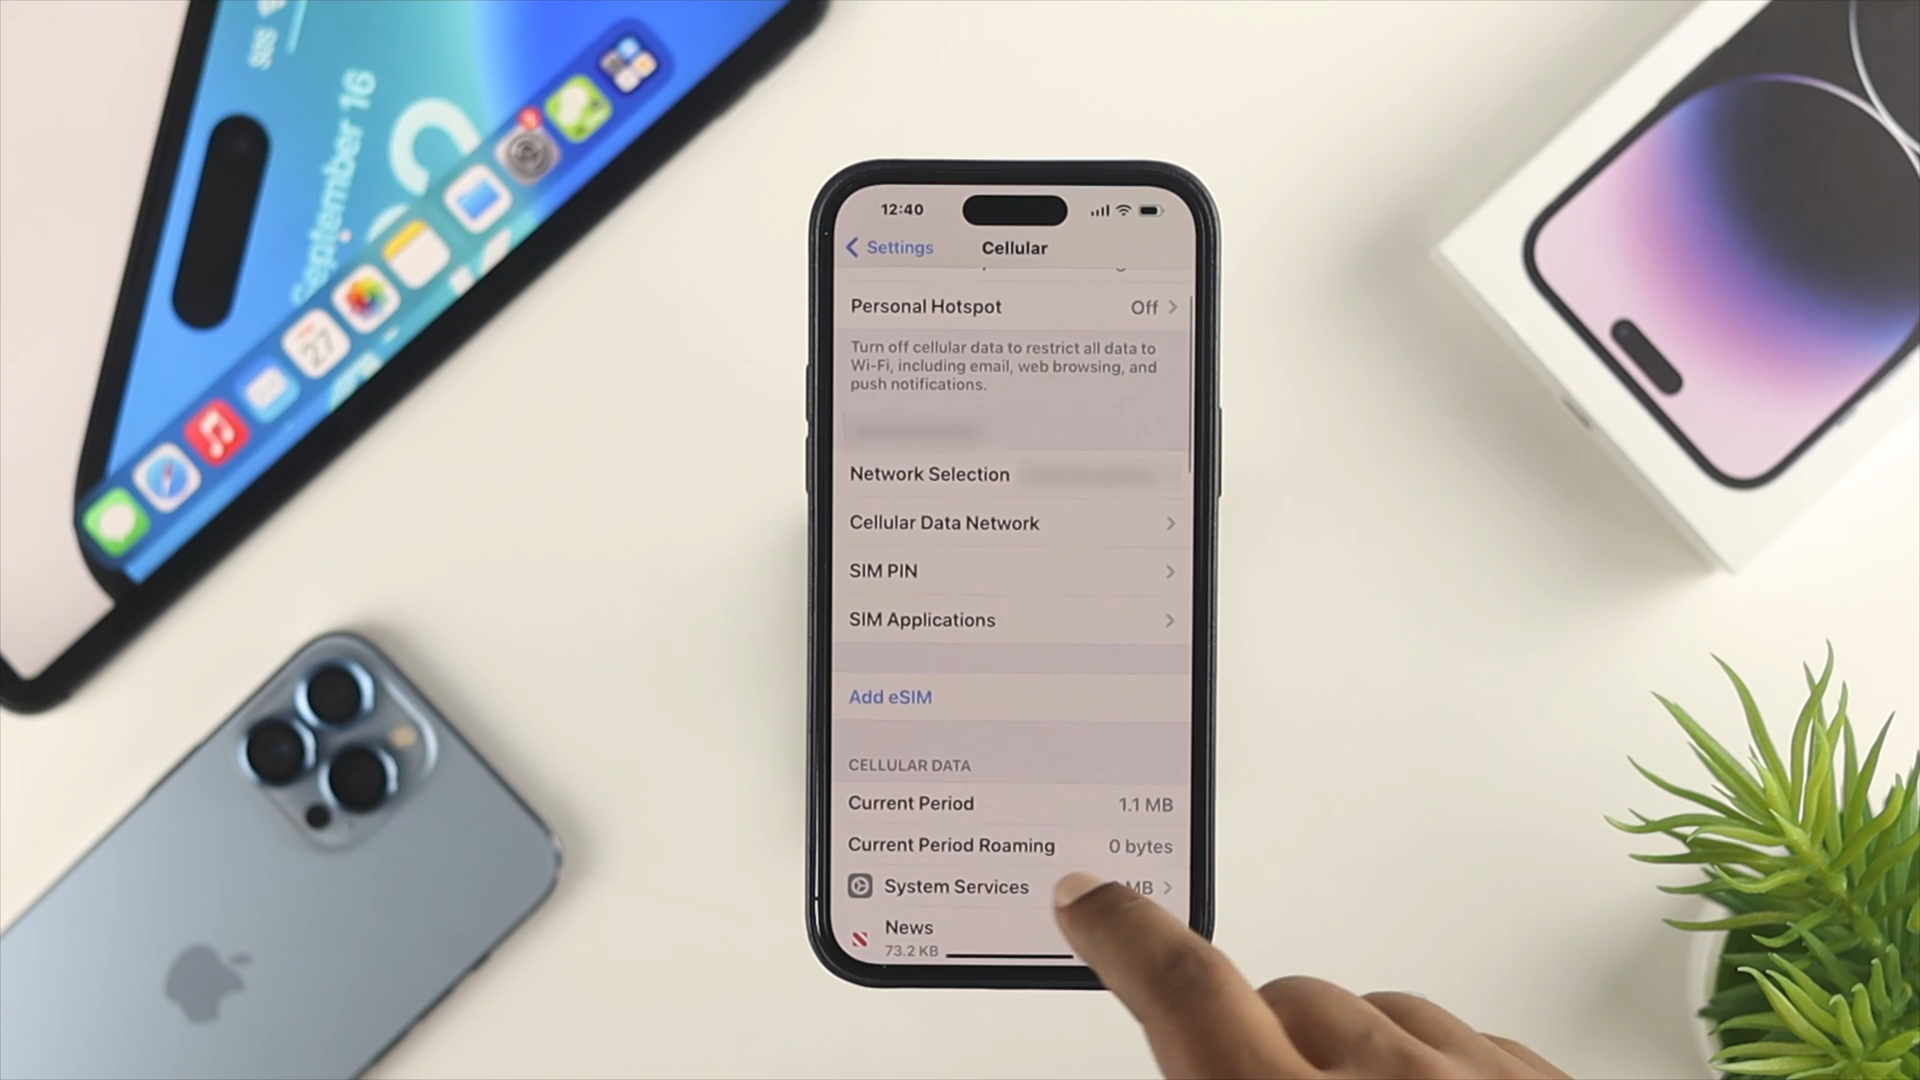 September 16
27
12:40
Settings
Cellular
Personal Hotspot
Off
Turn off cellular data to restrict all data to
Wi-Fi, including email, web browsing, and
push notifications.
Network Selection
Cellular Data Network
SIM PIN
SIM Applications
Add eSIM
CELLULAR DATA
Current Period
1.1 MB
Current Period Roaming
0 bytes
System Services
MB
News
73.2 KB